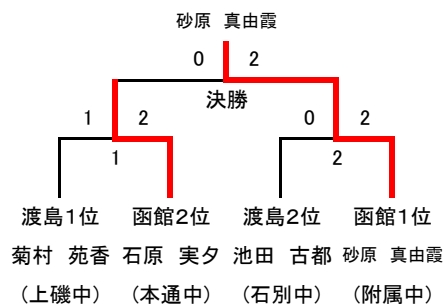 砂原 真由霞
0 2
決勝
1 2 0 2
1 2
渡島1位 函館2位 渡島2位 函館1位
菊村 苑香 石原 実夕 池田 古都 砂原 真由霞
(上磯中) (本通中) (石別中) (附属中)